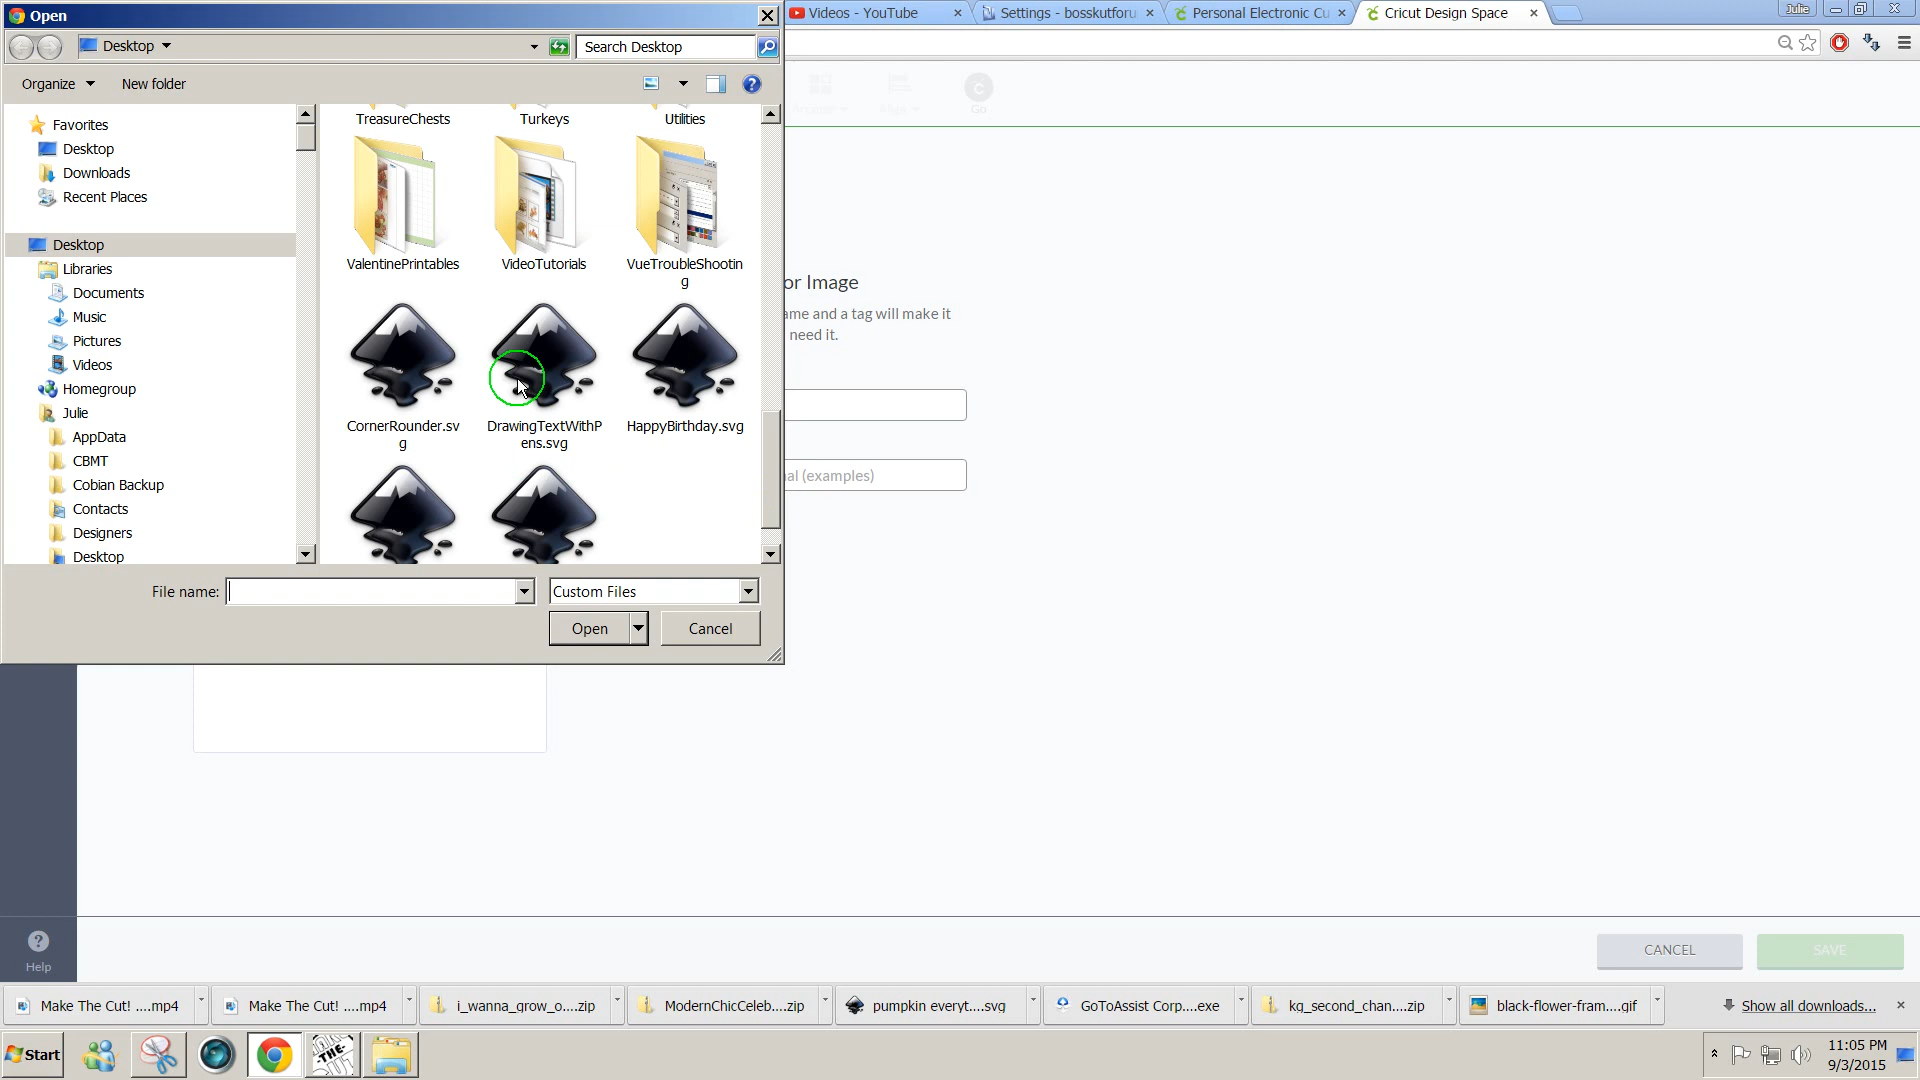 Open
Videos - YouTube
Settings - bosskutforu
Personal Electronic Cu
Cricut Design Space
Julie
Desktop
Search Desktop
Organize
New folder
Go
Favorites
Desktop
Downloads
Recent Places
Desktop
Libraries
Documents
Music
Pictures
Videos
Homegroup
Julie
AppData
CBMT
Cobian Backup
Contacts
Designers
Desktop
TreasureChests
Turkeys
Utilities
ValentinePrintables
VideoTutorials
VueTroubleShootin
g
CornerRounder.sv
g
DrawingTextWithP
ens.svg
HappyBirthday.svg
or Image
ame and a tag will make it
need it.
nal (examples)
File name:
Custom Files
Open
Cancel
Help
CANCEL
SAVE
Make The Cut! ....mp4
Make The Cut! ....mp4
i_wanna_grow_o....zip
ModernChicCeleb....zip
pumpkin everyt....svg
GoToAssist Corp....exe
kg_second_chan....zip
black-flower-fram....gif
Show all downloads...
Start
MAKE
-THE-
CUT
11:05 PM
9/3/2015